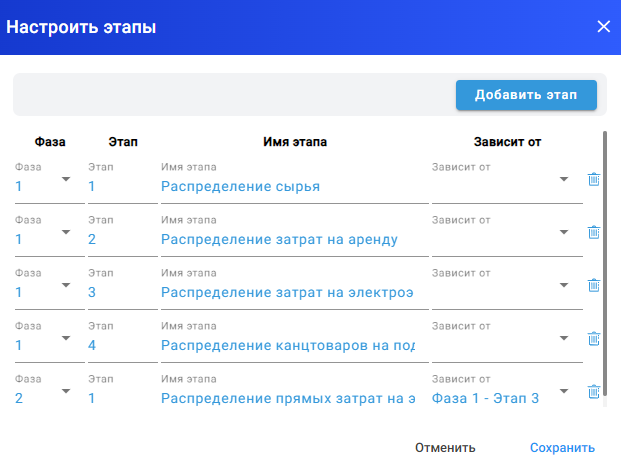 Настроить этапы
Добавить этап
Фаза Этап Имя этапа Зависит от
Фаза Этап Имя этапа Зависит от
1 1 Распределение сырья
Фаза Этап Имя этапа Зависит от
1 2 Распределение затрат на аренду
Фаза Этап Имя этапа Зависит от
1 3 Распределение затрат на электроэ
Фаза Этап Имя этапа Зависит от
1 4 Распределение канцтоваров на под
Фаза Этап Имя этапа Зависит от
2 1 Распределение прямых затрат на э Фаза 1 - Этап 3
Отменить Сохранить